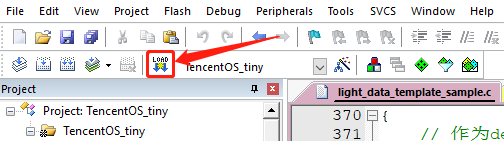 File Edit View Project Flash Debug Peripherals Tools SVCS Window Help
LOAD
TencentOS_tiny
Project
Project: TencentOS_tiny
TencentOS_tiny
light_data_template_sample.c
370 {
371 // 作为de